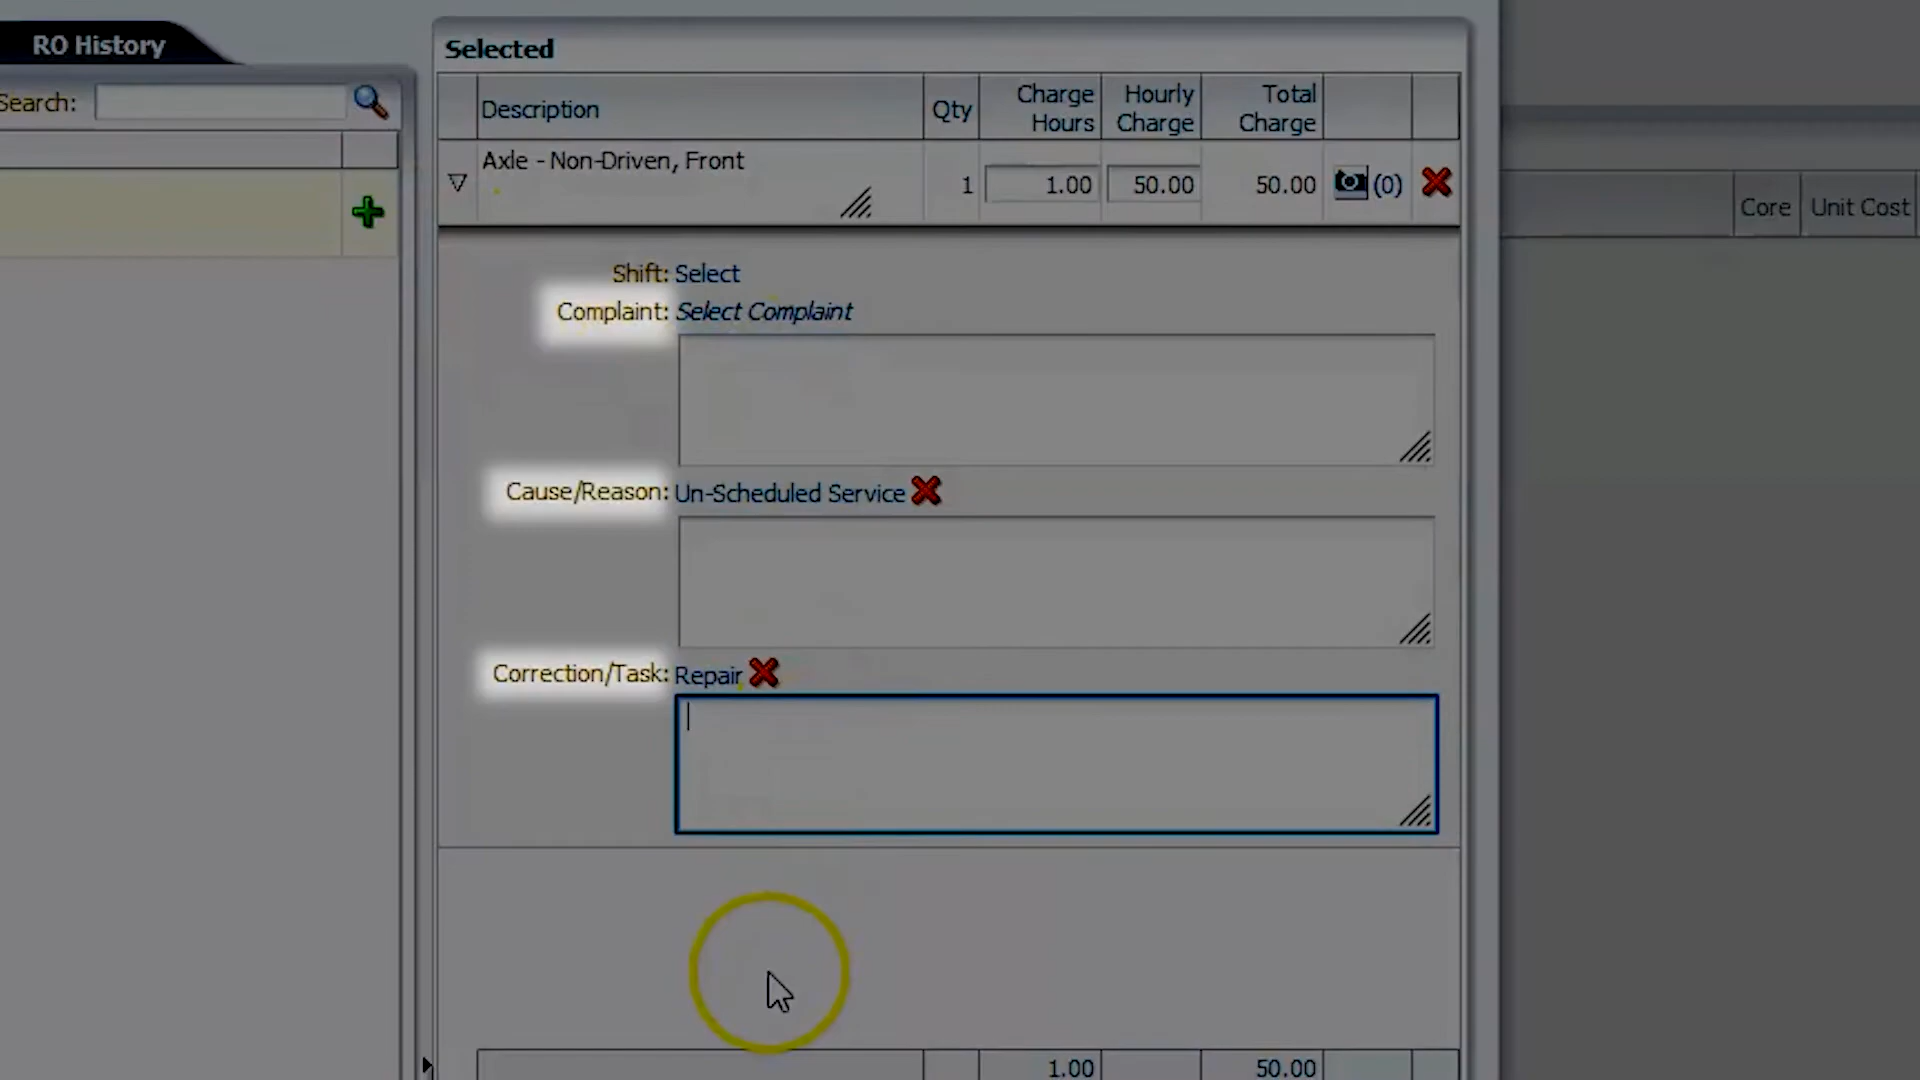 RO History
Search:
Selected
Description Qty Charge Hours Hourly Charge Total Charge
Axle - Non-Driven, Front
1 1.00 50.00 50.00 (0)
Core Unit Cost
Shift: Select
Complaint: Select Complaint
Cause/Reason: Un-Scheduled Service
Correction/Task: Repair
1.00 50.00